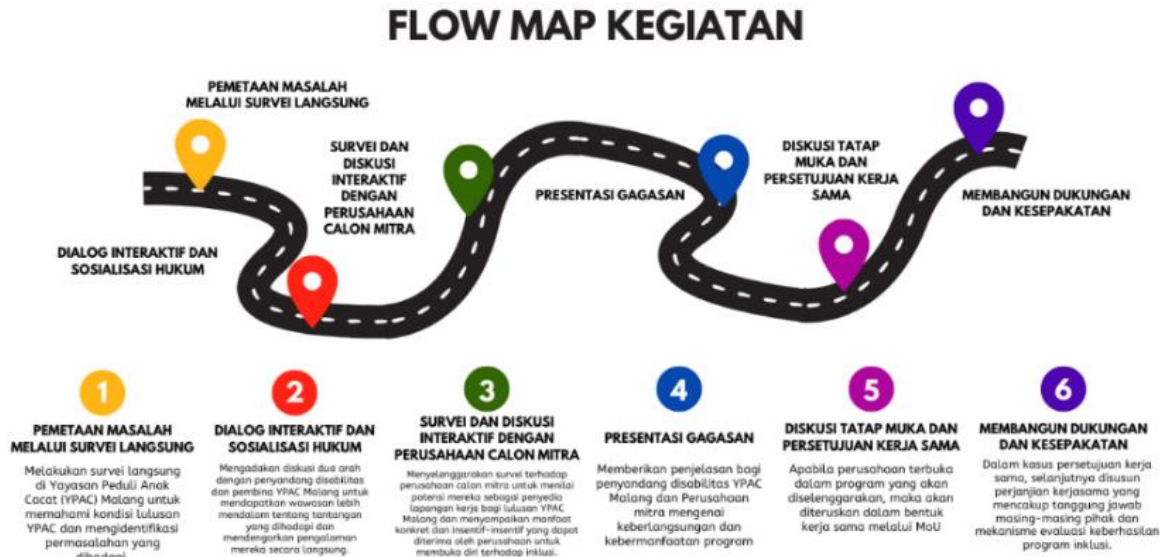 FLOW MAP KEGIATAN
PEMETAAN MASALAH
MELALUI SURVEI LANGSUNG
DIALOG INTERAKTIF DAN
SOSIALISASI HUKUM
SURVEI DAN
DISKUSI
INTERAKTIF
DENGAN
PERUSAHAAN
CALON MITRA
PRESENTASI GAGASAN
DISKUSI TATAP
MUKA DAN
PERSETUJUAN KERJA
SAMA
MEMBANGUN DUKUNGAN
DAN KESEPAKATAN
1
PEMETAAN MASALAH
MELALUI SURVEI LANGSUNG
Melakukan survei langsung
di Yayasan Peduli Anak
Cacat (YPAC) Malang untuk
memahami kondisi lulusan
YPAC dan mengidentifikasi
permasalahan yang
2
DIALOG INTERAKTIF DAN
SOSIALISASI HUKUM
Mengadakan diskusi dua arah
dengan penyandang disabilitas
dan pembina YPAC Malang untuk
mendapatkan wawasan lebih
mendalam tentang tantangan
yang dihadapi dan
mendengarkan pengalaman
mereka secara langsung.
3
SURVEI DAN DISKUSI
INTERAKTIF DENGAN
PERUSAHAAN CALON MITRA
Menyelenggarakan survei terhadap
perusahaan calon mitra untuk menilai
potensi mereka sebagai penyedia
lapangan kerja bagi lulusan YPAC
Malang dan menyampaikan manfaat
konkret dan insentif-insentif yang dapat
diterima oleh perusahaan untuk
membuka diri terhadap inklusi.
4
PRESENTASI GAGASAN
Memberikan penjelasan bagi
penyandang disabilitas YPAC
Malang dan Perusahaan
mitra mengenai
keberlangsungan dan
kebermanfaatan program
5
DISKUSI TATAP MUKA DAN
PERSETUJUAN KERJA SAMA
Apabila perusahaan terbuka
dalam program yang akan
diselenggarakan, maka akan
diteruskan dalam bentuk
kerja sama melalui MoU
6
MEMBANGUN DUKUNGAN
DAN KESEPAKATAN
Dalam kasus persetujuan kerja
sama, selanjutnya disusun
perjanjian kerjasama yang
mencakup tanggung jawab
masing-masing pihak dan
mekanisme evaluasi keberhasilan
program inklusi.